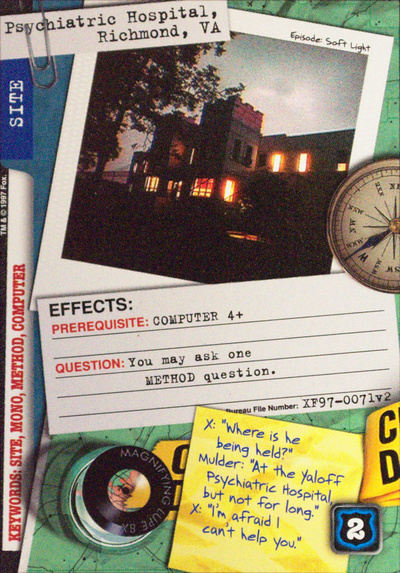 Psychiatric Hospital,
Richmond, VA
Episode: Soft Light
SITE
TM & © 1997 Fox.
KEYWORDS: SITE, MONO, METHOD, COMPUTER
EFFECTS:
PREREQUISITE: COMPUTER 4+
QUESTION: You may ask one
METHOD question.
Bureau File Number: XF97-0071v2
MAGNIFYING LUPE 8X
X: "Where is he
being held?"
Mulder: "At the Yaloff
Psychiatric Hospital,
but not for long."
X: "I'm afraid I
can't help you."
2